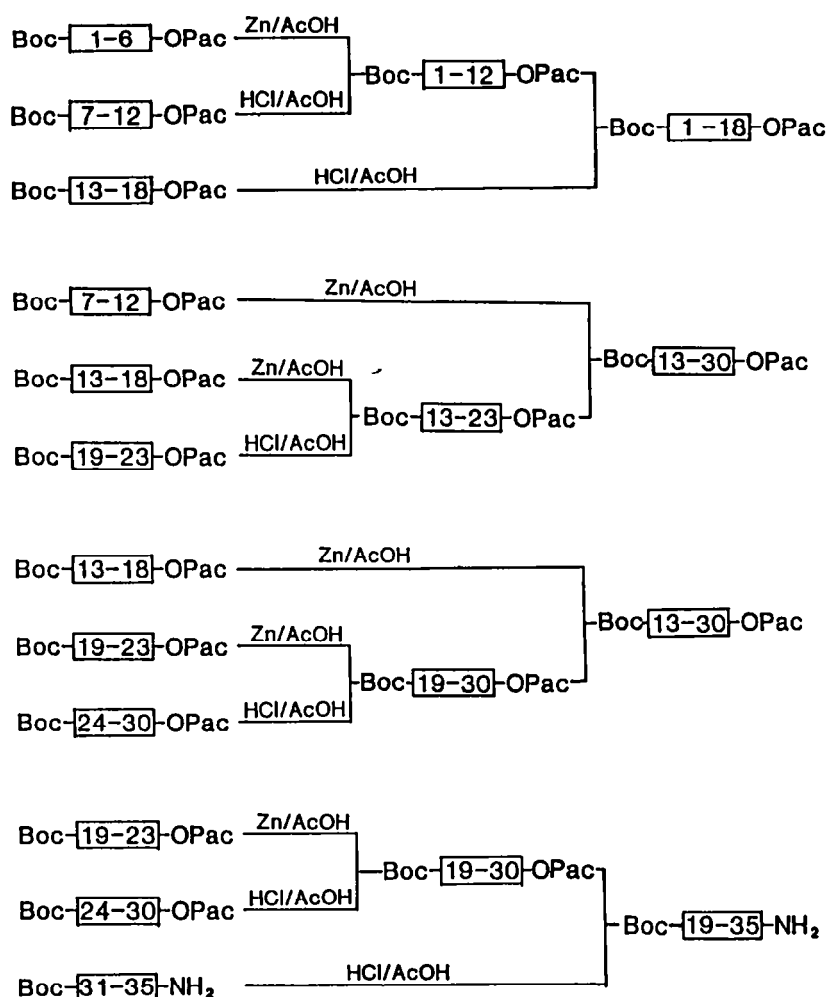 Boc-1-6-OPac Zn/AcOH
Boc-1-12-OPac
Boc-7-12-OPac HCl/AcOH
Boc-1-18-OPac
Boc-13-18-OPac HCl/AcOH
Boc-7-12-OPac Zn/AcOH
Boc-13-30-OPac
Boc-13-18-OPac Zn/AcOH
Boc-13-23-OPac
Boc-19-23-OPac HCl/AcOH
Boc-13-18-OPac Zn/AcOH
Boc-13-30-OPac
Boc-19-23-OPac Zn/AcOH
Boc-19-30-OPac
Boc-24-30-OPac HCl/AcOH
Boc-19-23-OPac Zn/AcOH
Boc-19-30-OPac
Boc-24-30-OPac HCl/AcOH
Boc-19-35-NH₂
Boc-31-35-NH₂ HCl/AcOH